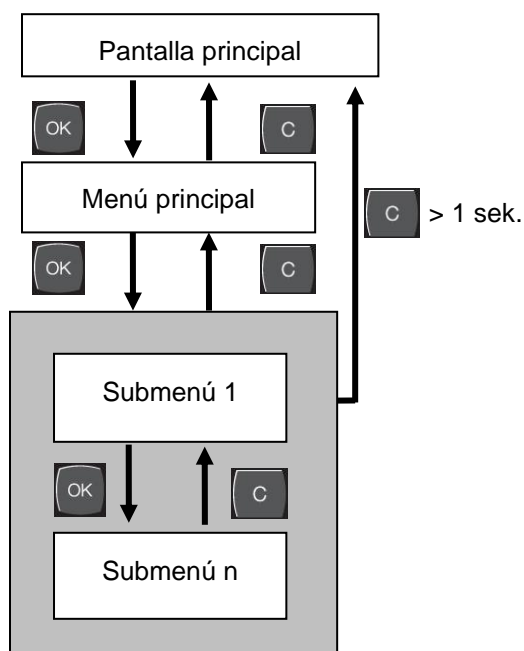 Pantalla principal
OK
C
Menú principal
C > 1 sek.
OK
C
Submenú 1
OK
C
Submenú n